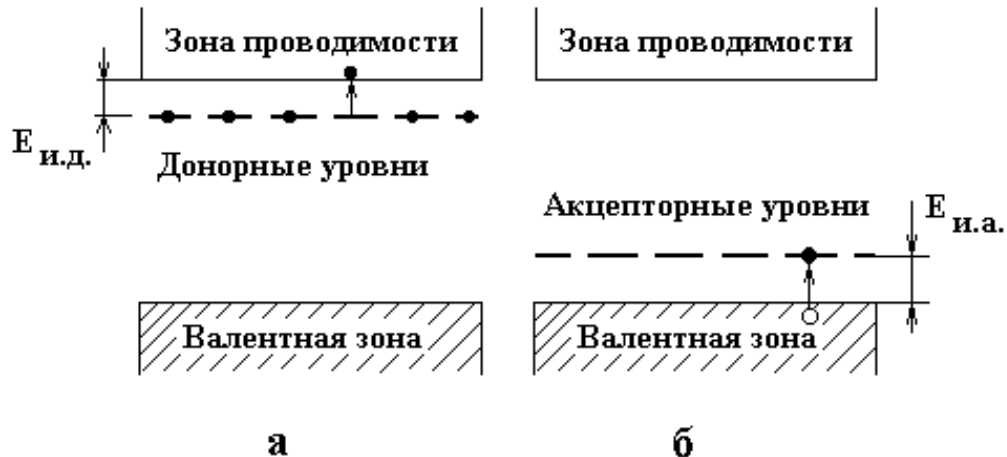 Зона проводимости
Зона проводимости
E и.д.
Донорные уровни
Акцепторные уровни
E и.а.
Валентная зона
Валентная зона
а
б